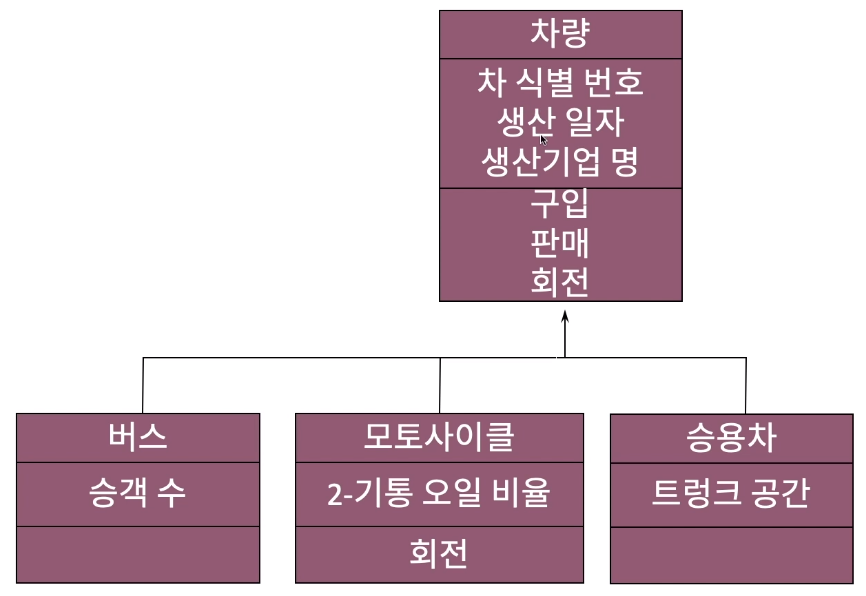 차량
차 식별 번호
생산 일자
생산기업 명
구입
판매
회전
버스
승객 수
모토사이클
2-기통 오일 비율
회전
승용차
트렁크 공간